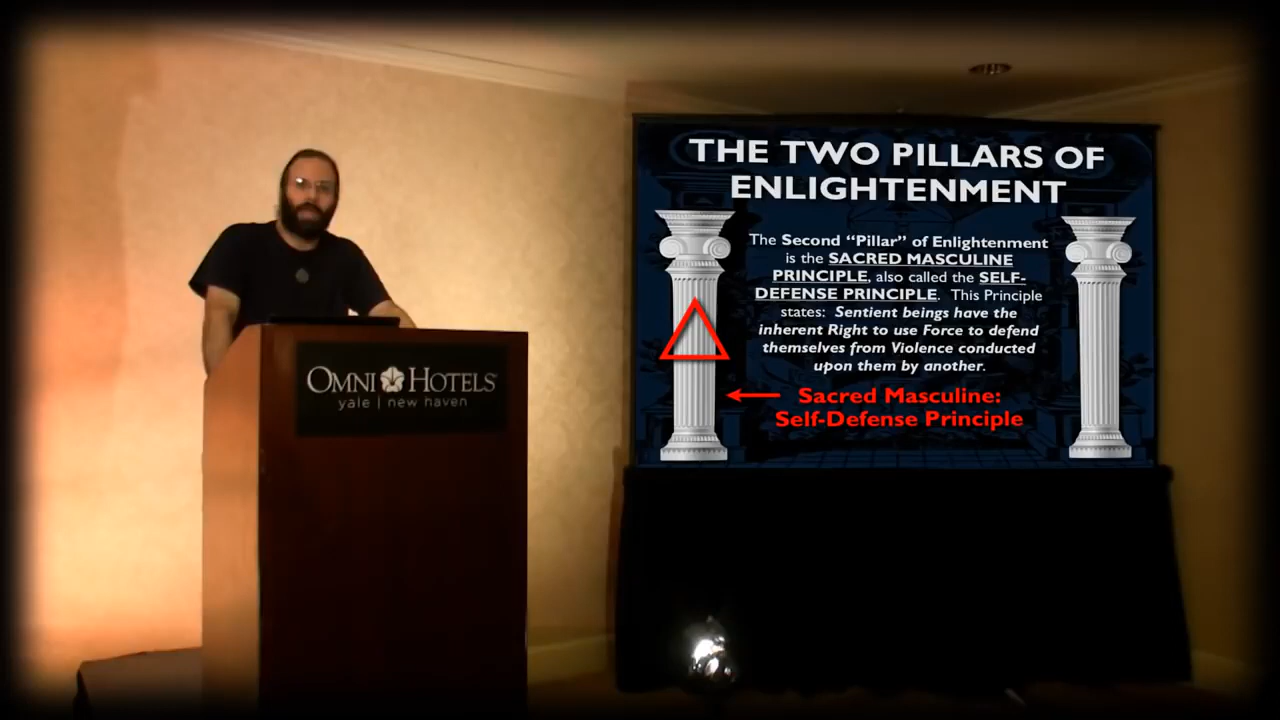 THE TWO PILLARS OF
ENLIGHTENMENT
The Second “Pillar” of Enlightenment
is the SACRED MASCULINE
PRINCIPLE, also called the SELF-
DEFENSE PRINCIPLE. This Principle
states: Sentient beings have the
inherent Right to use Force to defend
themselves from Violence conducted
upon them by another.
Sacred Masculine:
Self-Defense Principle
OMNI HOTELS
yale | new haven